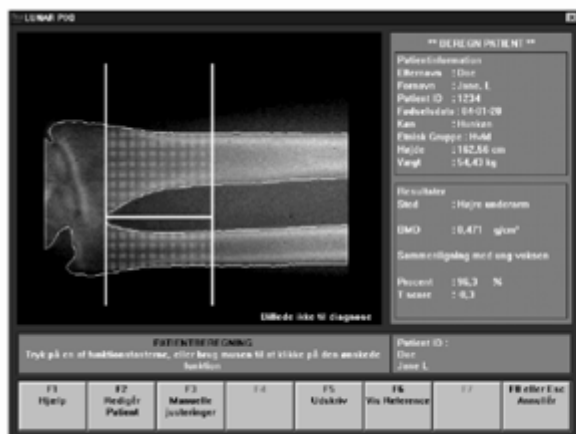 LUNAR PIXI
** BEREGN PATIENT **
Patientinformation
Efternavn : Doe
Fornavn : Jane, L
Patient ID : 1234
Fødselsdato : 04-01-20
Køn : Hunkøn
Etnisk Gruppe : Hvid
Højde : 162,56 cm
Vægt : 54,43 kg
Resultater
Sted : Højre underarm
BMD : 0,471 g/cm²
Sammenligning med ung voksen
Procent : 96,3 %
T score : -0,3
Billede ikke til diagnose
PATIENTBEREGNING
Tryk på en af funktionstasterne, eller brug musen til at klikke på den ønskede
funktion
Patient ID :
Doe
Jane L
F1
Hjælp
F2
Redigér
Patient
F3
Manuelle
justeringer
F4
F5
Udskriv
F6
Vis Reference
F7
F8 eller Esc
Annullér